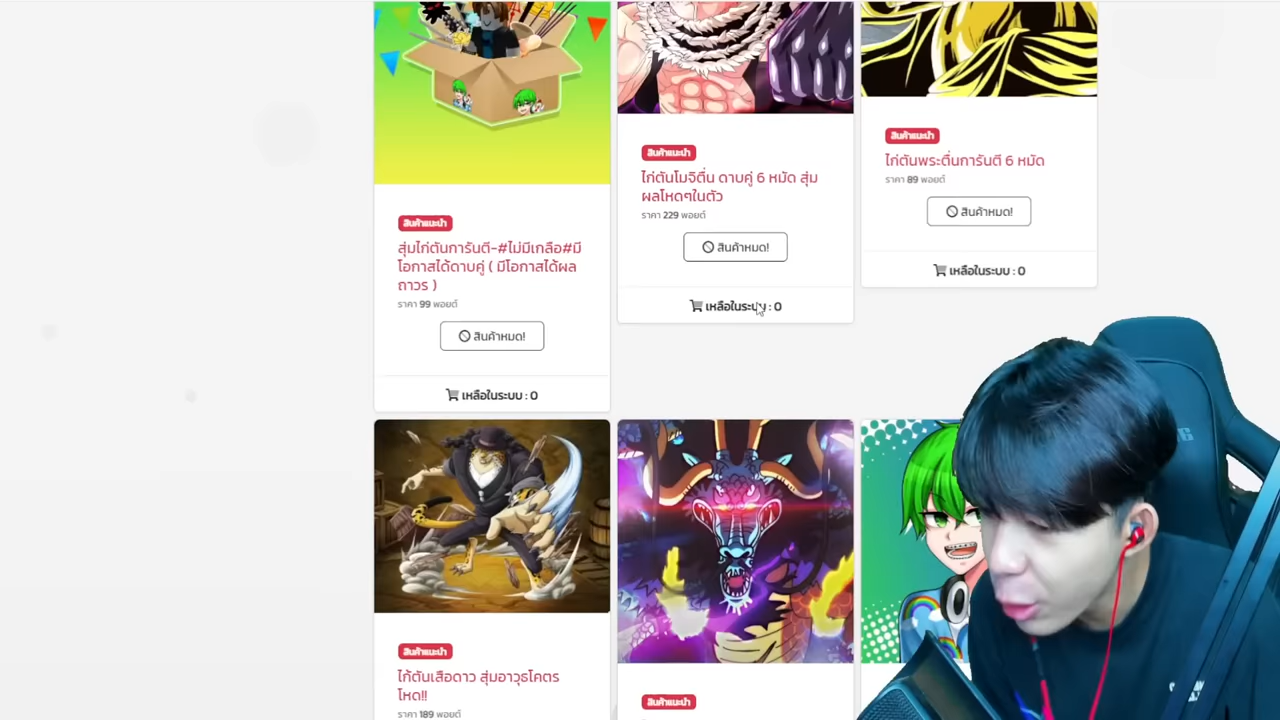 สินค้าแนะนำ
สุ่มไก่ตันการันตี-#ไม่มีเกลือ#มี
โอกาสได้ดาบคู่ ( มีโอกาสได้ผล
ถาวร )
ราคา 99 พอยต์
สินค้าหมด!
เหลือในระบบ : 0
สินค้าแนะนำ
ไก่ตันโมจิตื่น ดาบคู่ 6 หมัด สุ่ม
ผลโหดๆในตัว
ราคา 229 พอยต์
สินค้าหมด!
เหลือในระบบ : 0
สินค้าแนะนำ
ไก่ตันพระตื่นการันตี 6 หมัด
ราคา 89 พอยต์
สินค้าหมด!
เหลือในระบบ : 0
สินค้าแนะนำ
ไก้ตันเสือดาว สุ่มอาวุธโคตร
โหด!!
ราคา 189 พอยต์
สินค้าแนะนำ